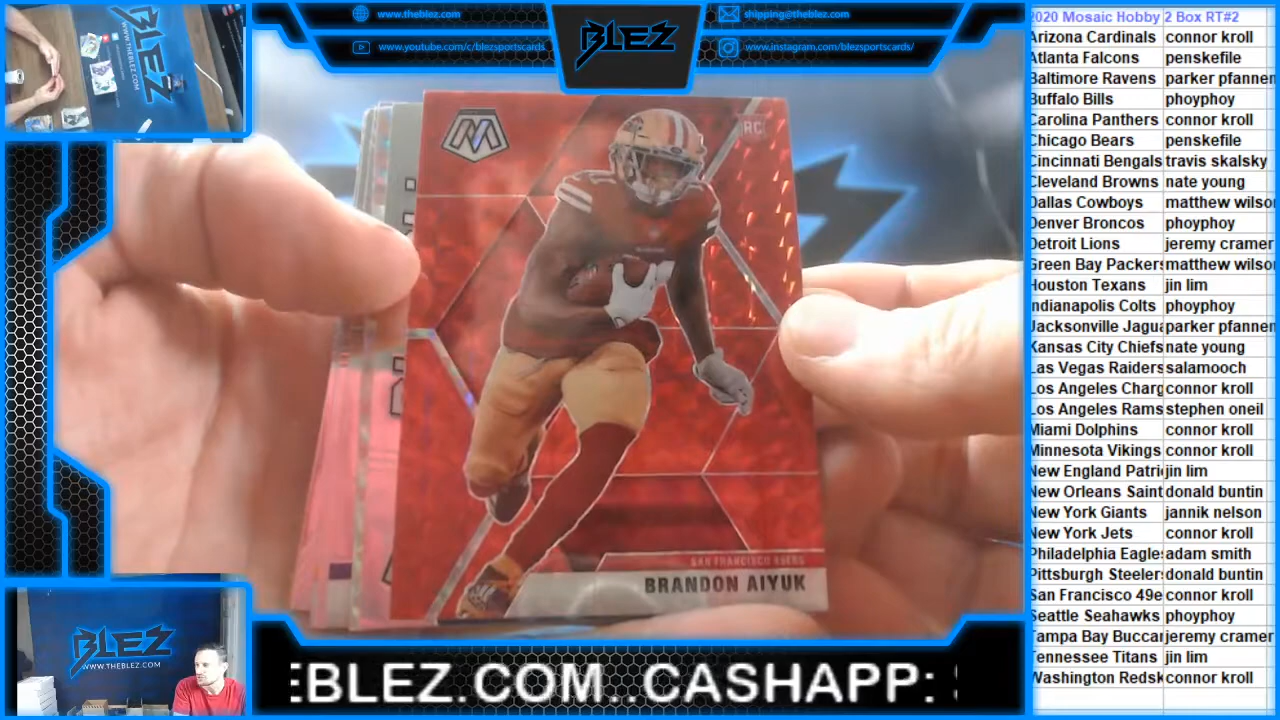 www.theblez.com
www.youtube.com/c/blezsportscards
BLEZ
shipping@theblez.com
www.instagram.com/blezsportscards/
BLEZ
RC
SAN FRANCISCO 49ERS
BRANDON AIYUK
BLEZ
WWW.THEBLEZ.COM
EBLEZ.COM..CASHAPP:
2020 Mosaic Hobby 2 Box RT#2
Arizona Cardinals connor kroll
Atlanta Falcons penskefile
Baltimore Ravens parker pfannen
Buffalo Bills phoyphoy
Carolina Panthers connor kroll
Chicago Bears penskefile
Cincinnati Bengals travis skalsky
Cleveland Browns nate young
Dallas Cowboys matthew wilso
Denver Broncos phoyphoy
Detroit Lions jeremy cramer
Green Bay Packers matthew wilso
Houston Texans jin lim
Indianapolis Colts phoyphoy
Jacksonville Jagua parker pfannen
Kansas City Chiefs nate young
Las Vegas Raiders salamooch
Los Angeles Charg connor kroll
Los Angeles Rams stephen oneil
Miami Dolphins connor kroll
Minnesota Vikings connor kroll
New England Patri jin lim
New Orleans Saint donald buntin
New York Giants jannik nelson
New York Jets connor kroll
Philadelphia Eagles adam smith
Pittsburgh Steelers donald buntin
San Francisco 49e connor kroll
Seattle Seahawks phoyphoy
Tampa Bay Buccar jeremy cramer
Tennessee Titans jin lim
Washington Redsk connor kroll